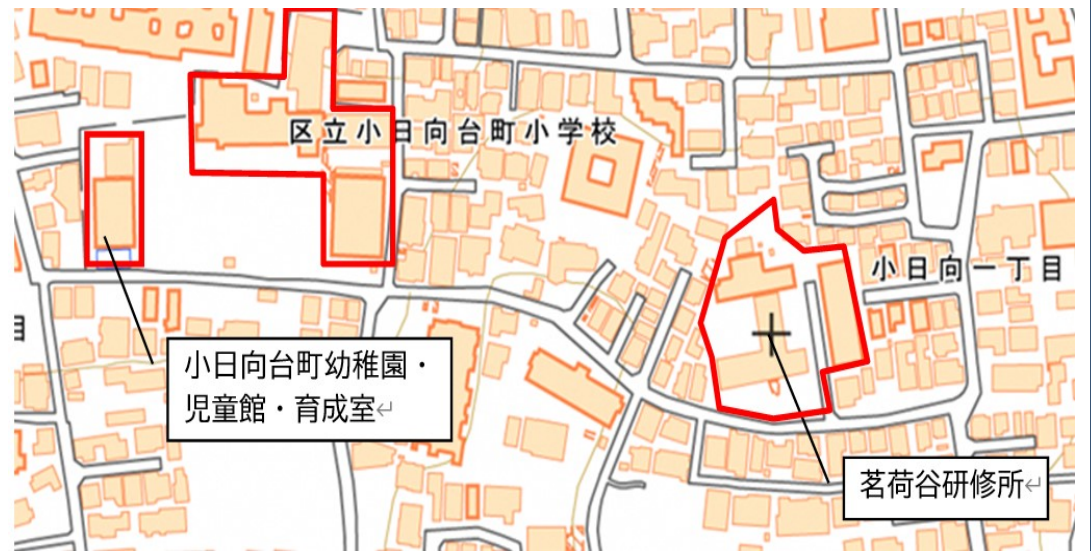 区立小日向台町小学校
小日向一丁目
目
小日向台町幼稚園・
児童館・育成室↵
茗荷谷研修所↵